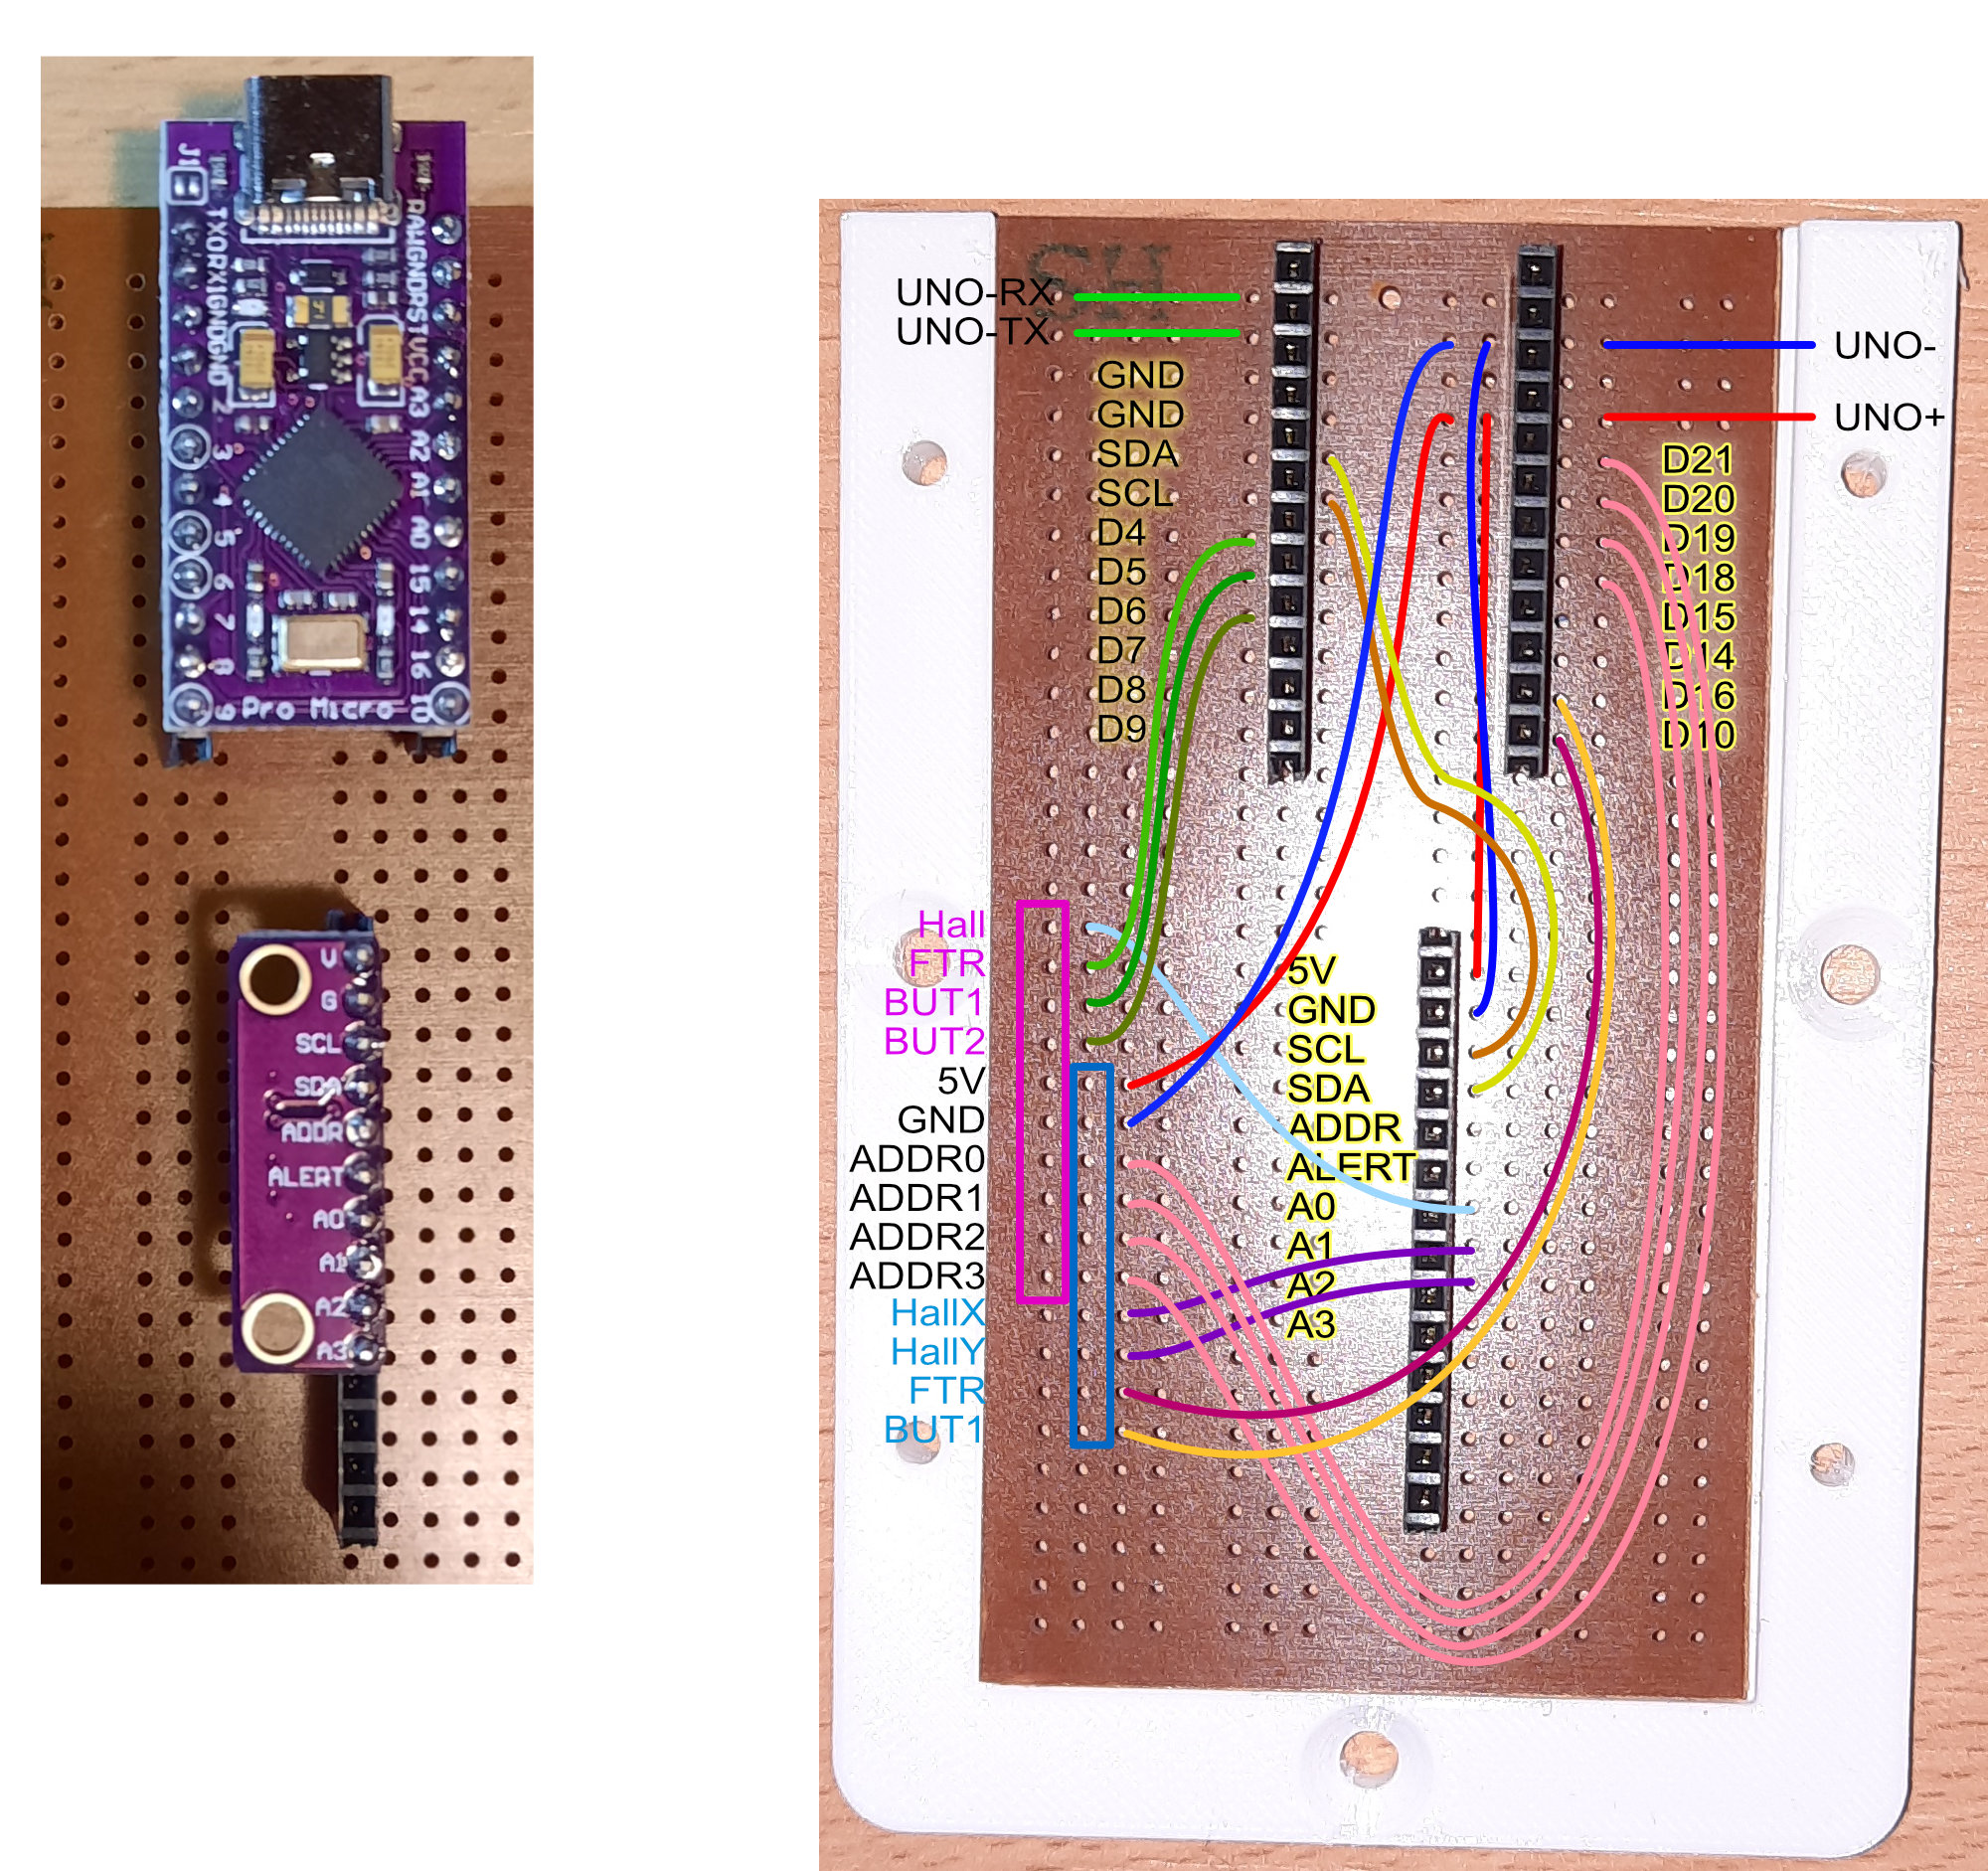 J1
TXO
RX1
GND
GND
2
3
4
5
6
7
8
9
RAW
GND
RST
VCC
A3
A2
A1
A0
15
14
16
10
Pro Micro
V
G
SCL
SDA
ADDR
ALERT
A0
A1
A2
A3
SH
UNO-RX
UNO-TX
GND
GND
SDA
SCL
D4
D5
D6
D7
D8
D9
UNO-
UNO+
D21
D20
D19
D18
D15
D14
D16
D10
Hall
FTR
BUT1
BUT2
5V
GND
ADDR0
ADDR1
ADDR2
ADDR3
HallX
HallY
FTR
BUT1
5V
GND
SCL
SDA
ADDR
ALERT
A0
A1
A2
A3